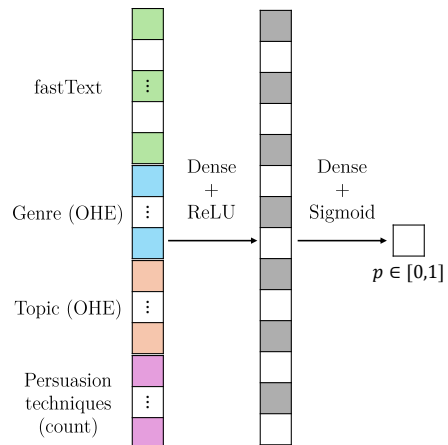 fastText
Genre (OHE)
Topic (OHE)
Persuasion
techniques
(count)
⋮
⋮
⋮
⋮
Dense
+
ReLU
Dense
+
Sigmoid
p ∈ [0,1]